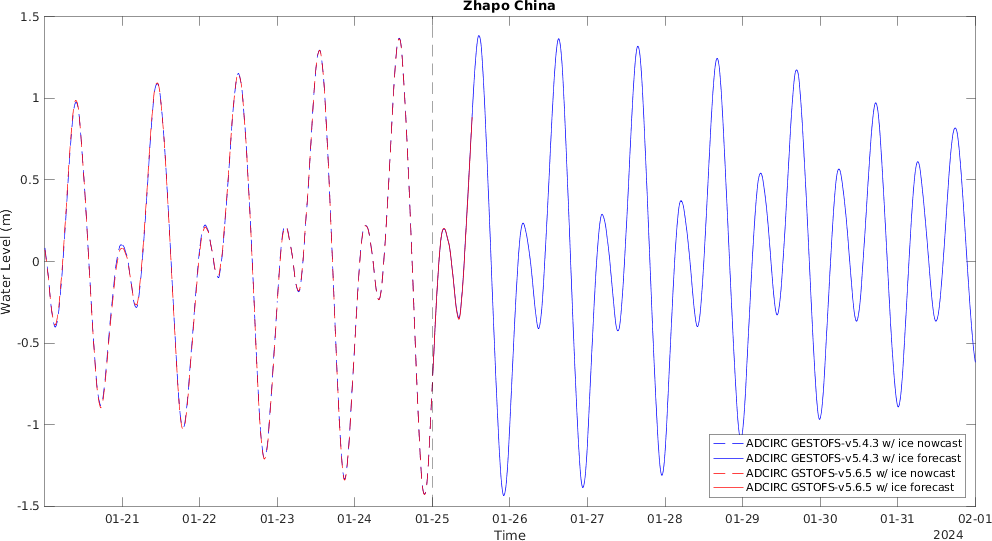 Zhapo China
Water Level (m)
1.5
1
0.5
0
-0.5
-1
-1.5
01-21
01-22
01-23
01-24
01-25
01-26
01-27
01-28
01-29
01-30
01-31
02-01
Time
2024
ADCIRC GESTOFS-v5.4.3 w/ ice nowcast
ADCIRC GESTOFS-v5.4.3 w/ ice forecast
ADCIRC GSTOFS-v5.6.5 w/ ice nowcast
ADCIRC GSTOFS-v5.6.5 w/ ice forecast